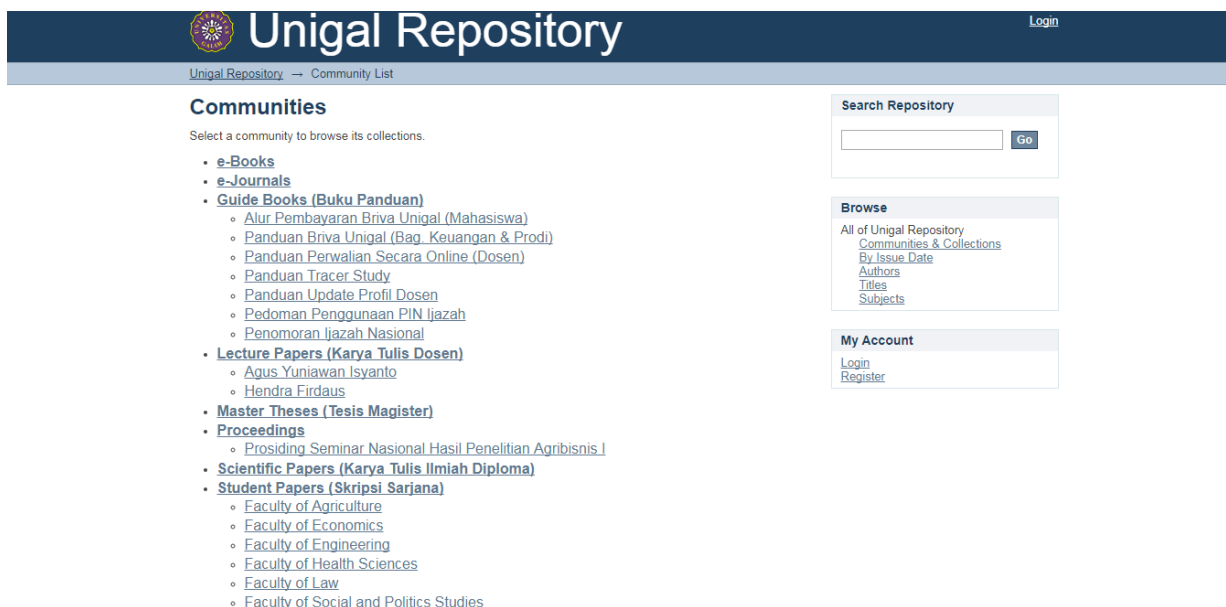 Unigal Repository
Login
Unigal Repository → Community List
Communities
Select a community to browse its collections.
e-Books
e-Journals
Guide Books (Buku Panduan)
Alur Pembayaran Briva Unigal (Mahasiswa)
Panduan Briva Unigal (Bag. Keuangan & Prodi)
Panduan Perwalian Secara Online (Dosen)
Panduan Tracer Study
Panduan Update Profil Dosen
Pedoman Penggunaan PIN Ijazah
Penomoran Ijazah Nasional
Lecture Papers (Karya Tulis Dosen)
Agus Yuniawan Isyanto
Hendra Firdaus
Master Theses (Tesis Magister)
Proceedings
Prosiding Seminar Nasional Hasil Penelitian Agribisnis I
Scientific Papers (Karya Tulis Ilmiah Diploma)
Student Papers (Skripsi Sarjana)
Faculty of Agriculture
Faculty of Economics
Faculty of Engineering
Faculty of Health Sciences
Faculty of Law
Faculty of Social and Politics Studies
Search Repository
Go
Browse
All of Unigal Repository
Communities & Collections
By Issue Date
Authors
Titles
Subjects
My Account
Login
Register